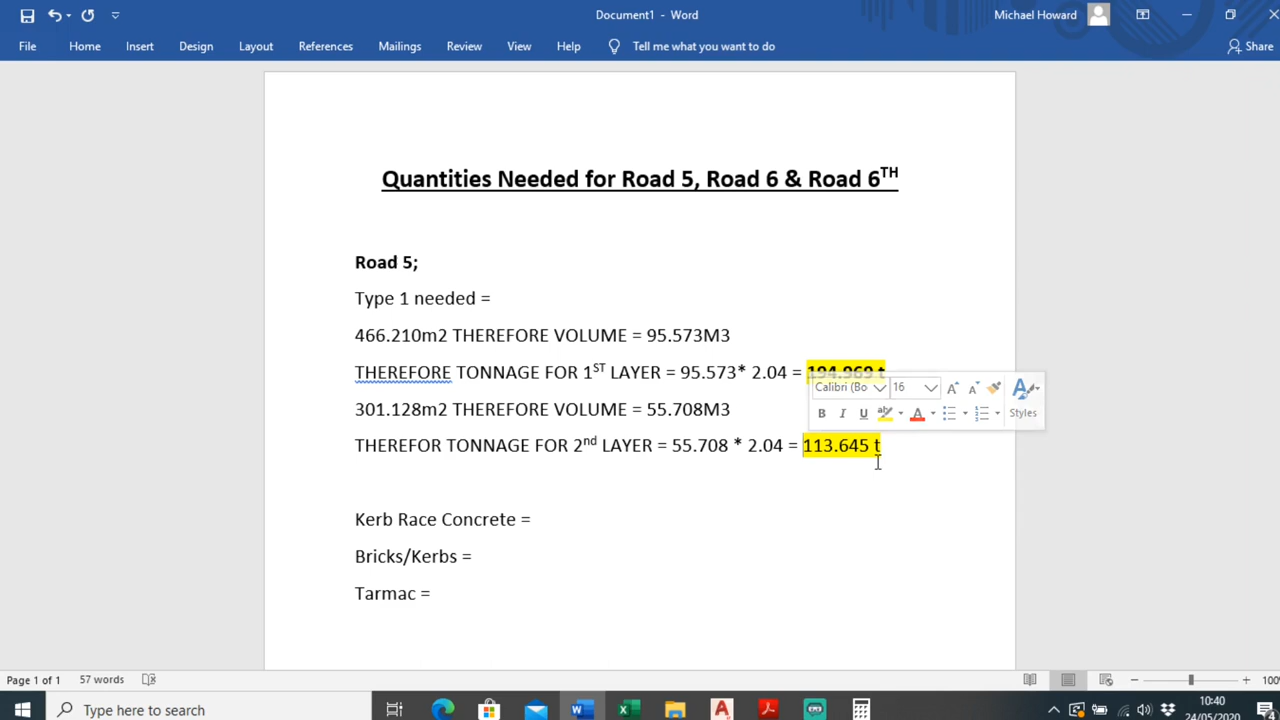 Document1 - Word
Michael Howard
File Home Insert Design Layout References Mailings Review View Help Tell me what you want to do Share
Quantities Needed for Road 5, Road 6 & Road 6TH
Road 5;
Type 1 needed =
466.210m2 THEREFORE VOLUME = 95.573M3
THEREFORE TONNAGE FOR 1ST LAYER = 95.573* 2.04 = 194.969 t
Calibri (Bo 16
Styles
301.128m2 THEREFORE VOLUME = 55.708M3
THEREFOR TONNAGE FOR 2nd LAYER = 55.708 * 2.04 = 113.645 t
Kerb Race Concrete =
Bricks/Kerbs =
Tarmac =
Page 1 of 1 57 words 100%
Type here to search
10:40
24/05/2020